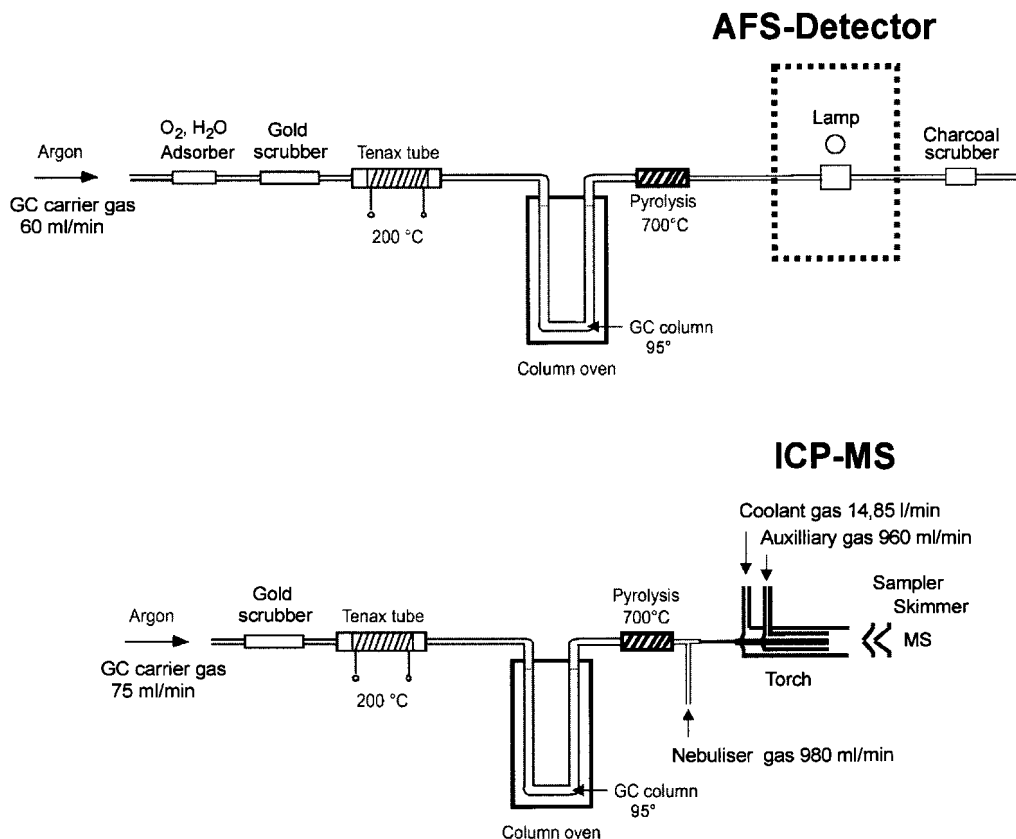 AFS-Detector
O2, H2O
Adsorber
Gold
scrubber
Tenax tube
Lamp
Charcoal
scrubber
Argon
GC carrier gas
60 ml/min
200 °C
Pyrolysis
700°C
GC column
95°
Column oven
ICP-MS
Coolant gas 14,85 l/min
Auxilliary gas 960 ml/min
Sampler
Skimmer
MS
Torch
Argon
Gold
scrubber
Tenax tube
Pyrolysis
700°C
GC carrier gas
75 ml/min
200 °C
Nebuliser gas 980 ml/min
GC column
95°
Column oven